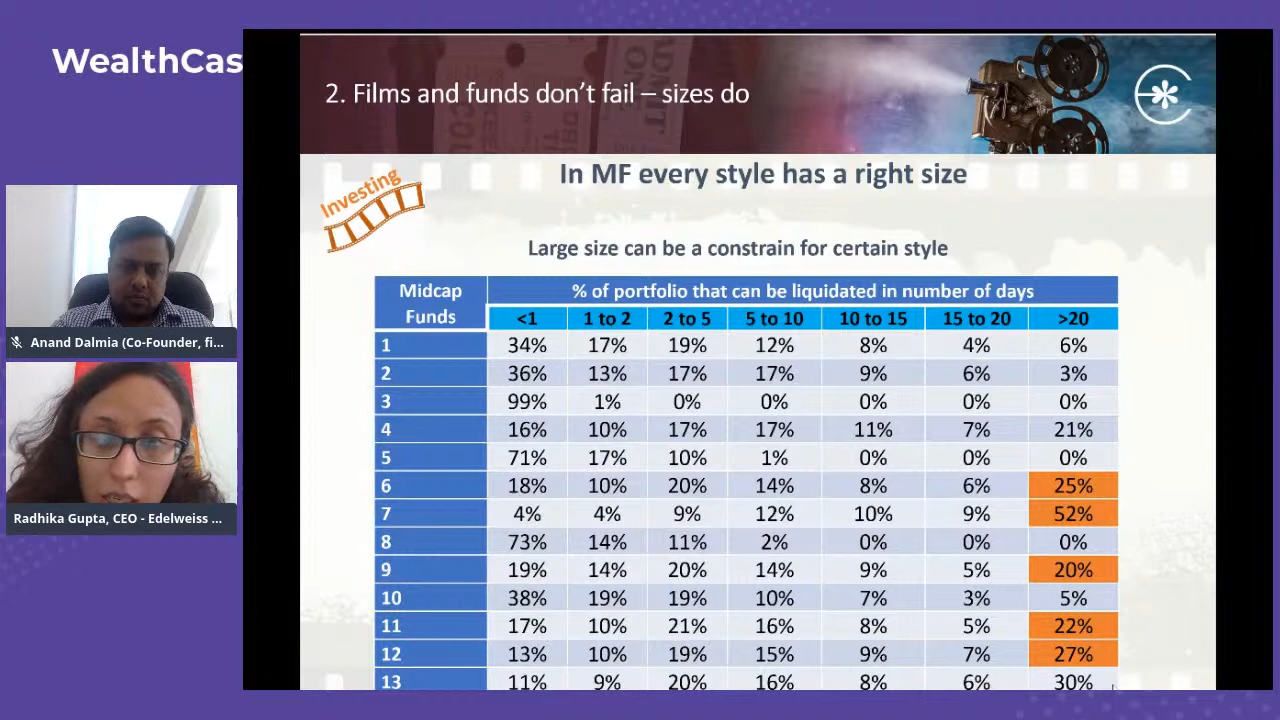 WealthCas
2. Films and funds don't fail – sizes do
Investing
In MF every style has a right size
Large size can be a constrain for certain style
Midcap Funds % of portfolio that can be liquidated in number of days
<1 1 to 2 2 to 5 5 to 10 10 to 15 15 to 20 >20
1 34% 17% 19% 12% 8% 4% 6%
2 36% 13% 17% 17% 9% 6% 3%
3 99% 1% 0% 0% 0% 0% 0%
4 16% 10% 17% 17% 11% 7% 21%
5 71% 17% 10% 1% 0% 0% 0%
6 18% 10% 20% 14% 8% 6% 25%
7 4% 4% 9% 12% 10% 9% 52%
8 73% 14% 11% 2% 0% 0% 0%
9 19% 14% 20% 14% 9% 5% 20%
10 38% 19% 19% 10% 7% 3% 5%
11 17% 10% 21% 16% 8% 5% 22%
12 13% 10% 19% 15% 9% 7% 27%
13 11% 9% 20% 16% 8% 6% 30%
Anand Dalmia (Co-Founder, fi...
Radhika Gupta, CEO - Edelweiss ...